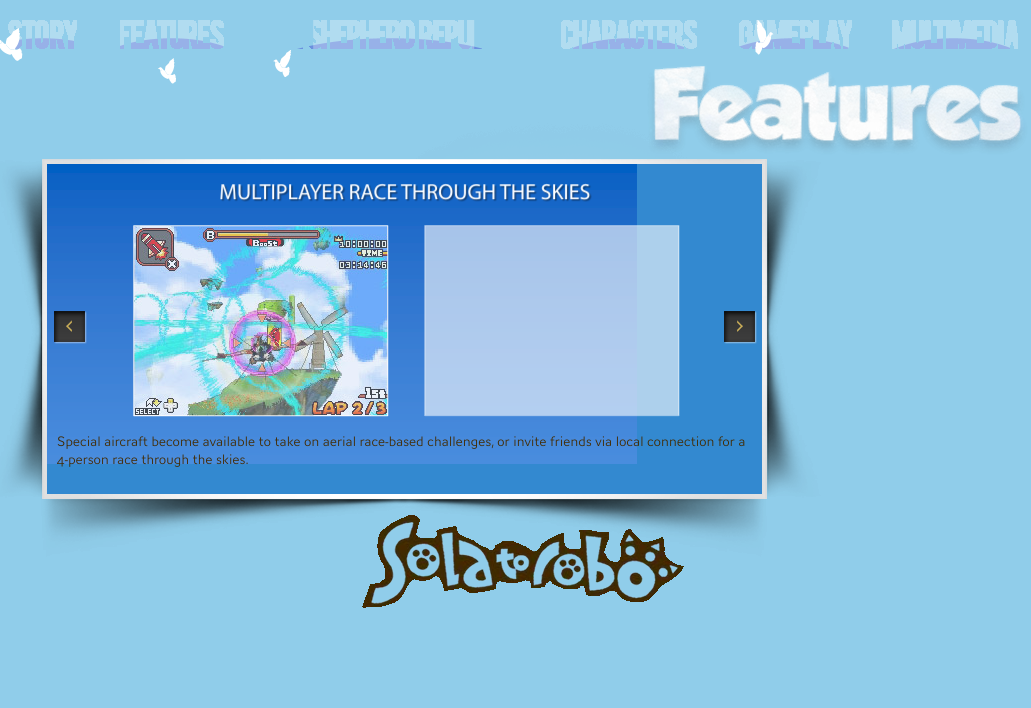 STORY
FEATURES
SHEPHERD REPU
CHARACTERS
GAMEPLAY
MULTIMEDIA
Features
MULTIPLAYER RACE THROUGH THE SKIES
B
BOOST
10:00:00
TIME
03:14:46
X
1st
LAP 2/3
SELECT
Special aircraft become available to take on aerial race-based challenges, or invite friends via local connection for a
4-person race through the skies.
Solatorobo